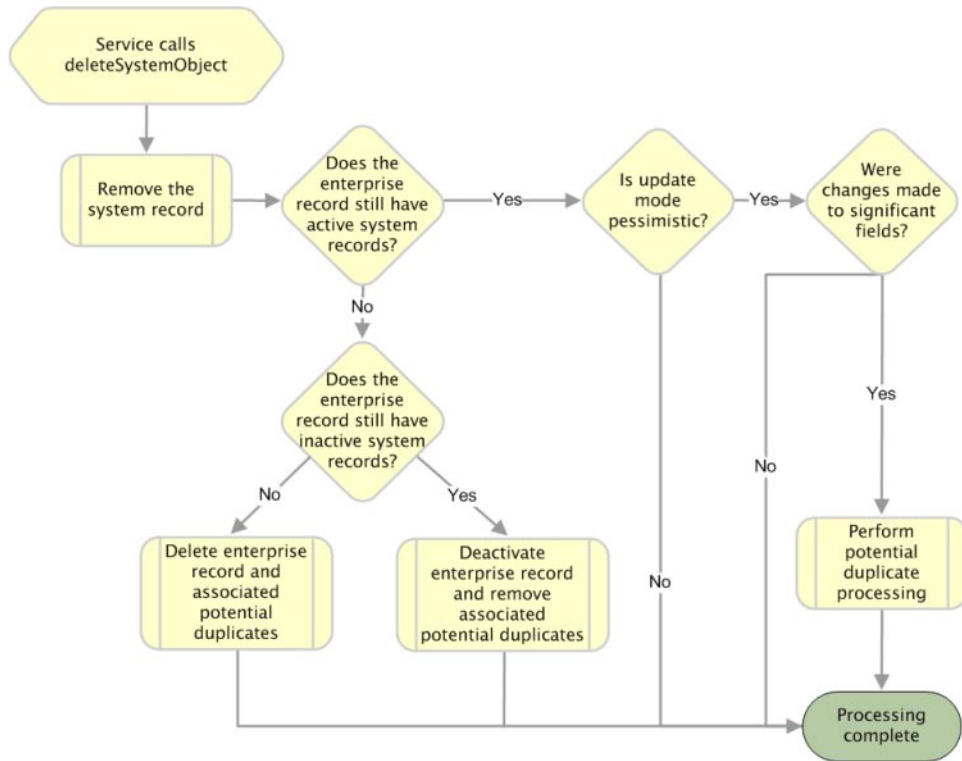 Service calls
deleteSystemObject
Remove the
system record
Does the
enterprise
record still have
active system
records?
Yes
Is update
mode
pessimistic?
Yes
Were
changes made
to significant
fields?
No
Does the
enterprise
record still have
inactive system
records?
Yes
No
No
Yes
Delete enterprise
record and
associated
potential
duplicates
Deactivate
enterprise record
and remove
associated
potential duplicates
No
Perform
potential
duplicate
processing
Processing
complete